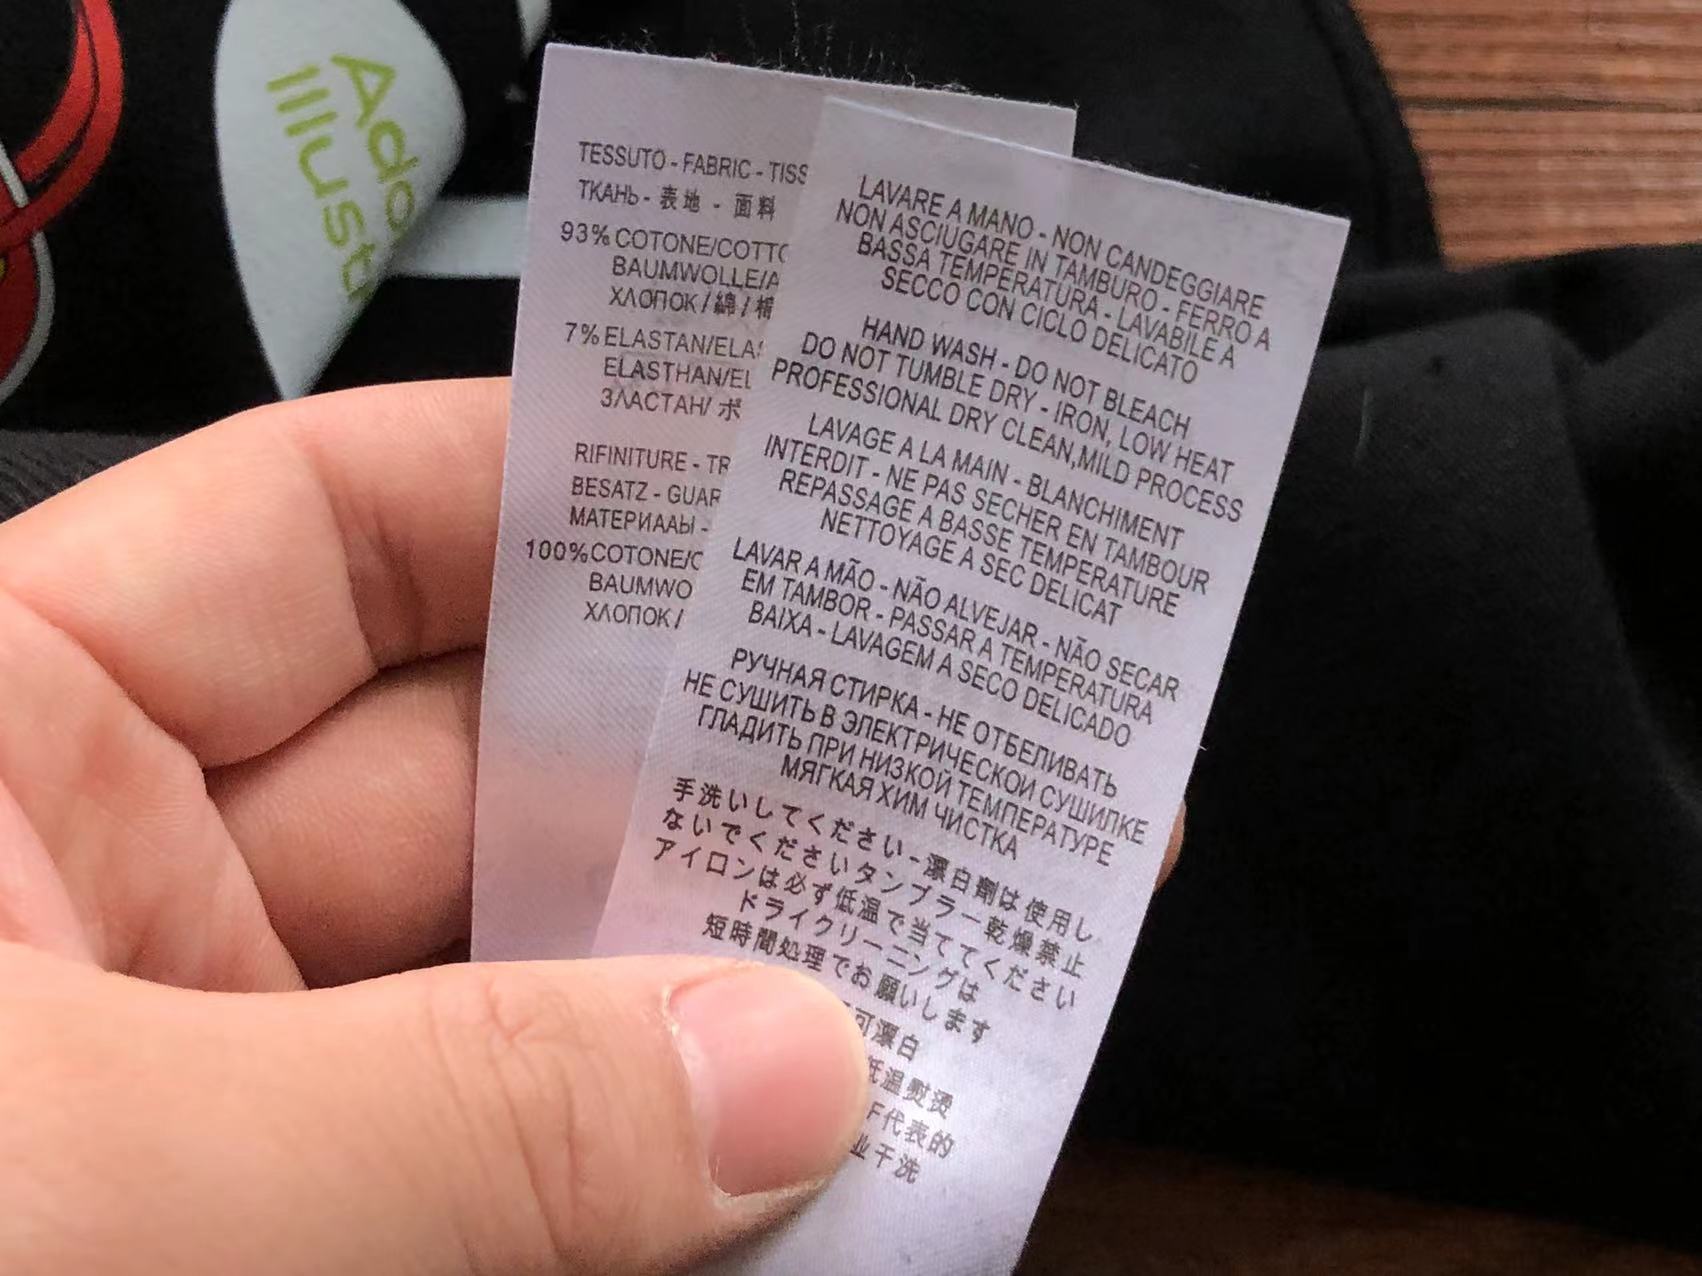 Ado
Illust
TESSUTO - FABRIC - TISS
ТКАНЬ - 表地 - 面料
93% COTONE/COTTO
BAUMWOLLE/A
ХЛОПОК / 綿 / 棉
7% ELASTAN/ELAS
ELASTHAN/EL
ЗЛАСТАН/ ポ
RIFINITURE - TR
BESATZ - GUAR
МАТЕРИААЫ -
100%COTONE/C
BAUMWO
ХЛОПОК /
LAVARE A MANO - NON CANDEGGIARE
NON ASCIUGARE IN TAMBURO - FERRO A
BASSA TEMPERATURA - LAVABILE A
SECCO CON CICLO DELICATO
HAND WASH - DO NOT BLEACH
DO NOT TUMBLE DRY - IRON, LOW HEAT
PROFESSIONAL DRY CLEAN,MILD PROCESS
LAVAGE A LA MAIN - BLANCHIMENT
INTERDIT - NE PAS SECHER EN TAMBOUR
REPASSAGE A BASSE TEMPERATURE
NETTOYAGE A SEC DELICAT
LAVAR A MÃO - NÃO ALVEJAR - NÃO SECAR
EM TAMBOR - PASSAR A TEMPERATURA
BAIXA - LAVAGEM A SECO DELICADO
РУЧНАЯ СТИРКА - НЕ ОТБЕЛИВАТЬ
НЕ СУШИТЬ В ЭЛЕКТРИЧЕСКОЙ СУШИЛКЕ
ГЛАДИТЬ ПРИ НИЗКОЙ ТЕМПЕРАТУРЕ
МЯГКАЯ ХИМ ЧИСТКА
手洗いしてください - 漂白劑は使用し
ないでくださいタンブラー乾燥禁止
アイロンは必ず低温で当ててください
ドライクリーニングは
短時間処理でお願いします
可漂白
低温熨烫
F代表的
业干洗